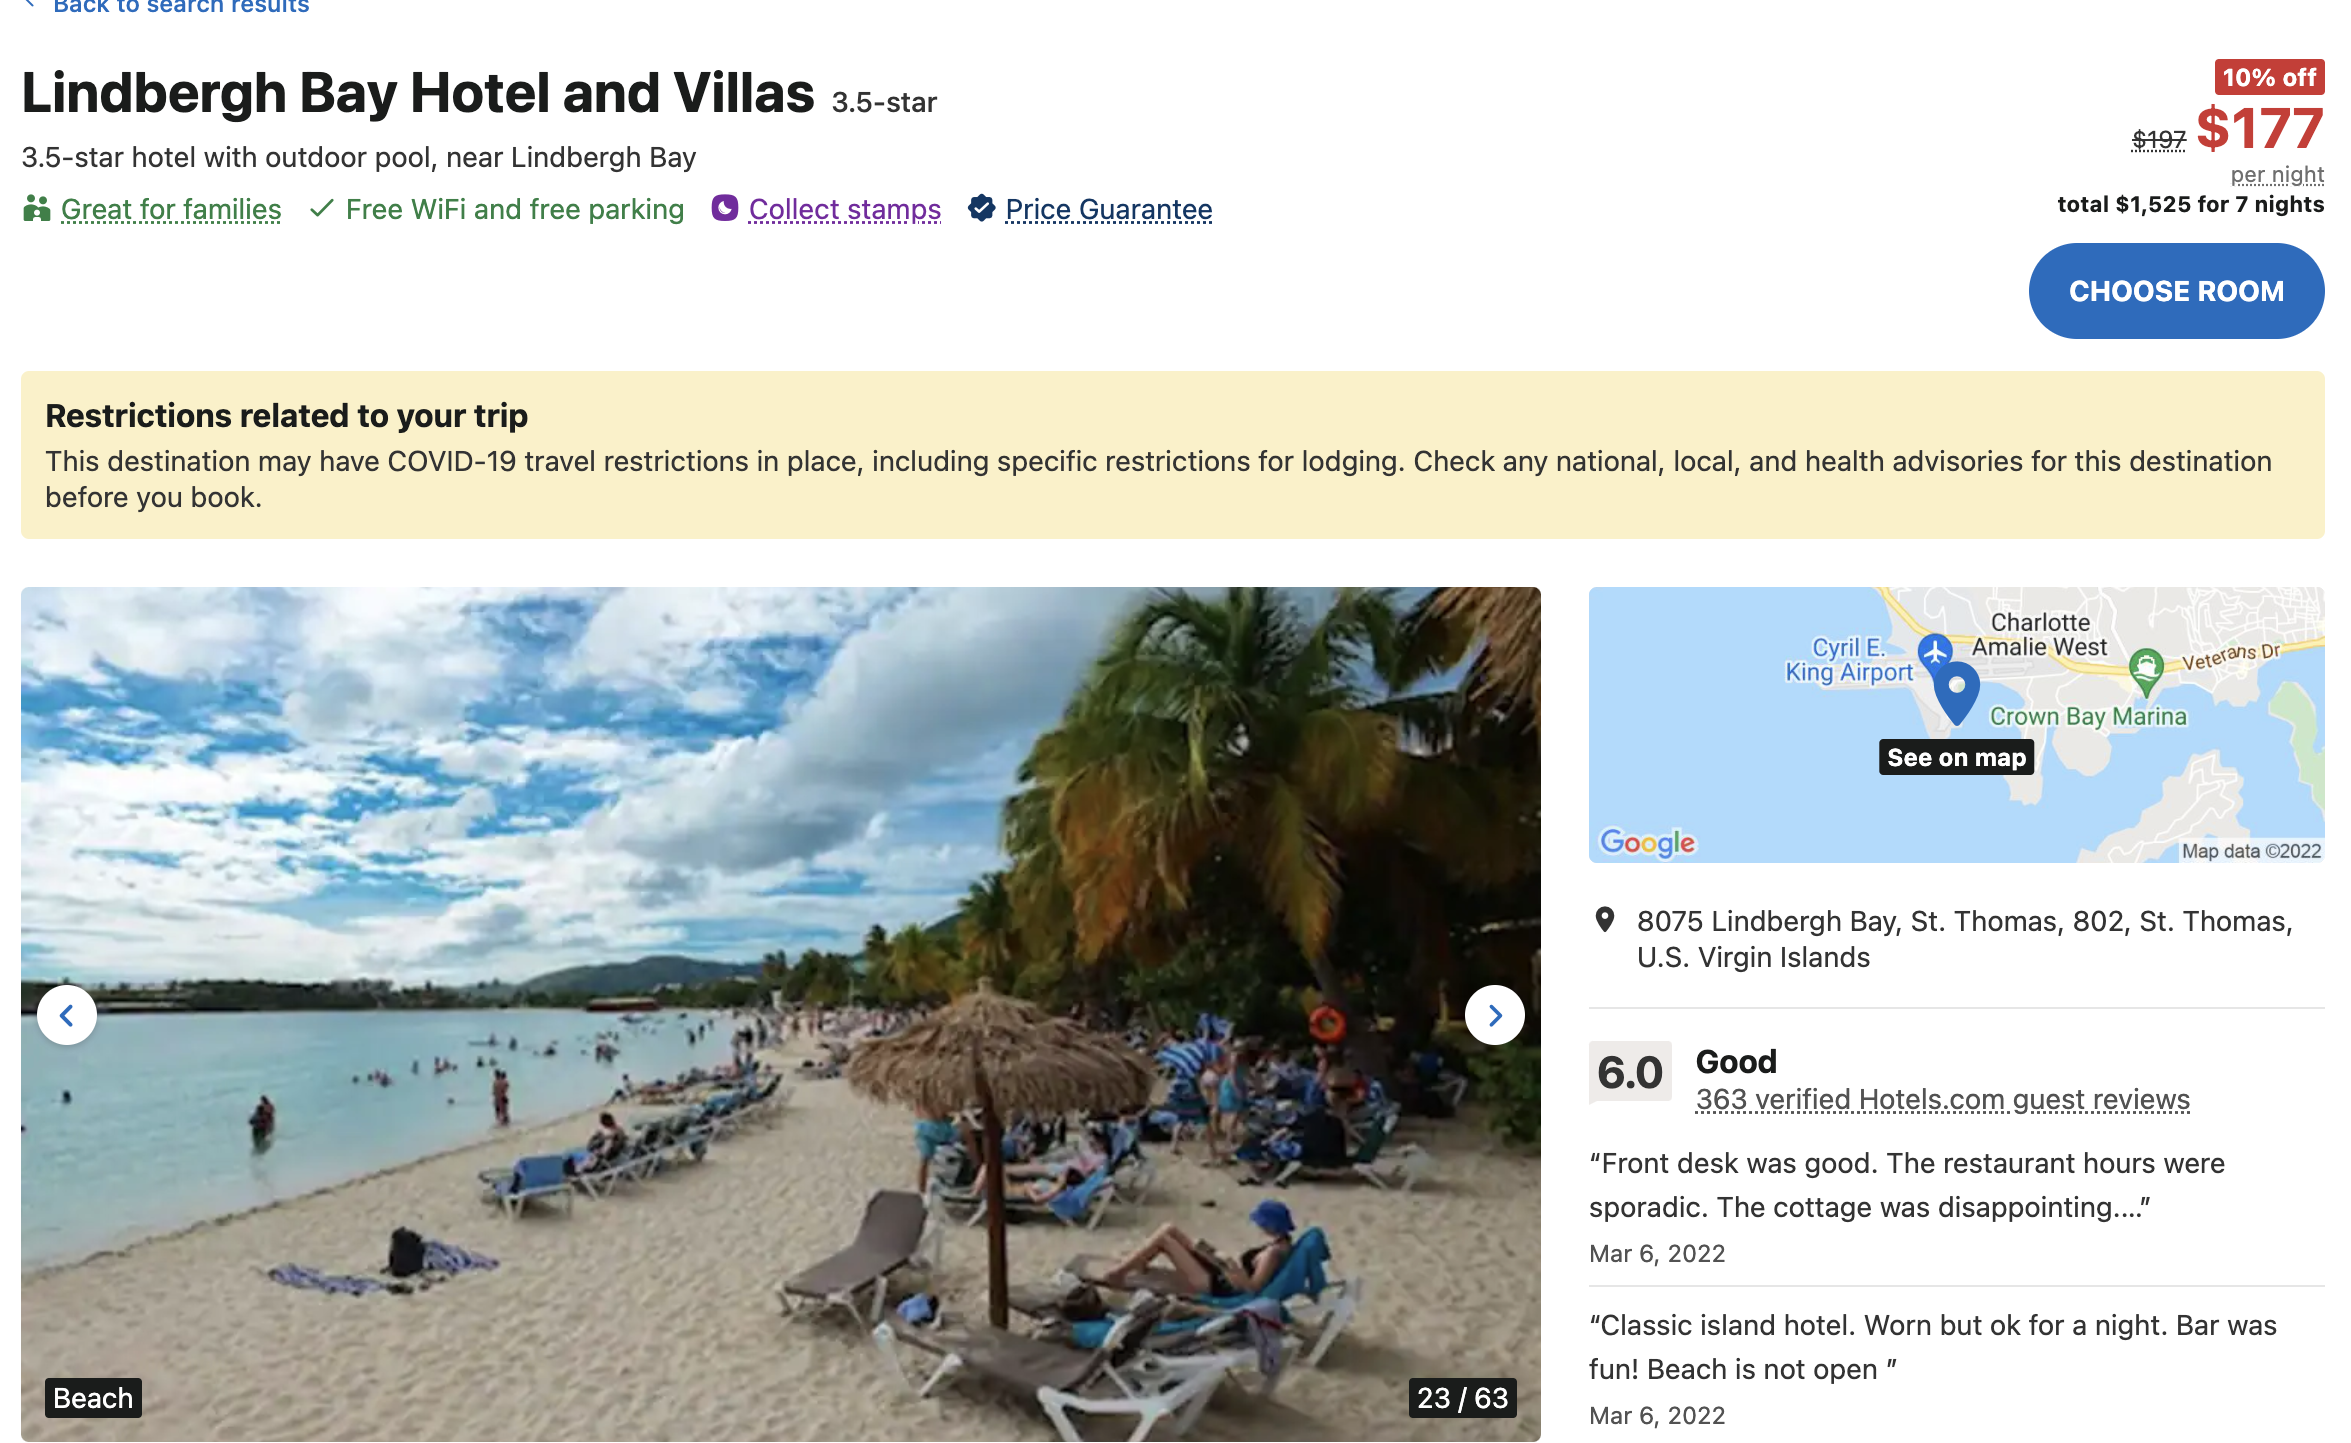 Back to search results
Lindbergh Bay Hotel and Villas 3.5-star
3.5-star hotel with outdoor pool, near Lindbergh Bay
Great for families Free WiFi and free parking Collect stamps Price Guarantee
10% off
$197 $177
per night
total $1,525 for 7 nights
CHOOSE ROOM
Restrictions related to your trip
This destination may have COVID-19 travel restrictions in place, including specific restrictions for lodging. Check any national, local, and health advisories for this destination
before you book.
Beach
23 / 63
Charlotte
Amalie West
Cyril E.
King Airport
Veterans Dr
Crown Bay Marina
See on map
Google
Map data ©2022
8075 Lindbergh Bay, St. Thomas, 802, St. Thomas,
U.S. Virgin Islands
6.0 Good
363 verified Hotels.com guest reviews
“Front desk was good. The restaurant hours were
sporadic. The cottage was disappointing....”
Mar 6, 2022
“Classic island hotel. Worn but ok for a night. Bar was
fun! Beach is not open ”
Mar 6, 2022